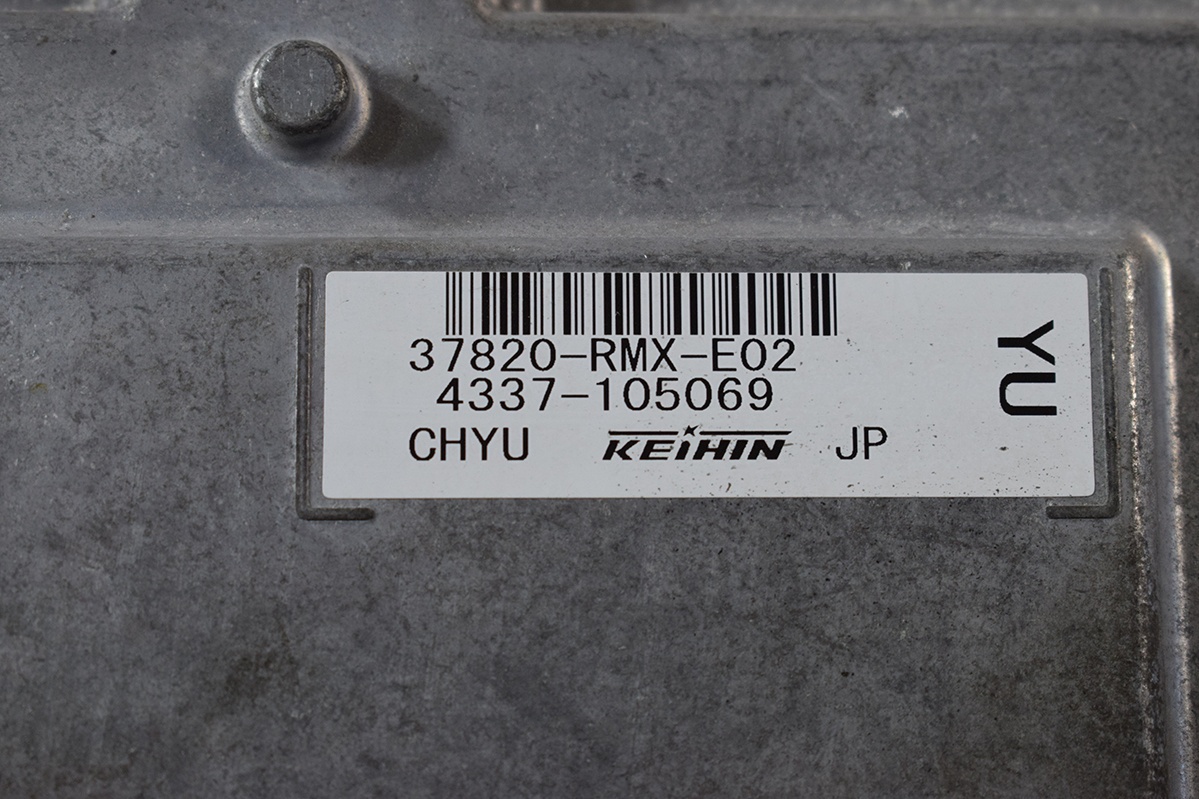 37820-RMX-E02
4337-105069
CHYU KEIHIN JP
YU